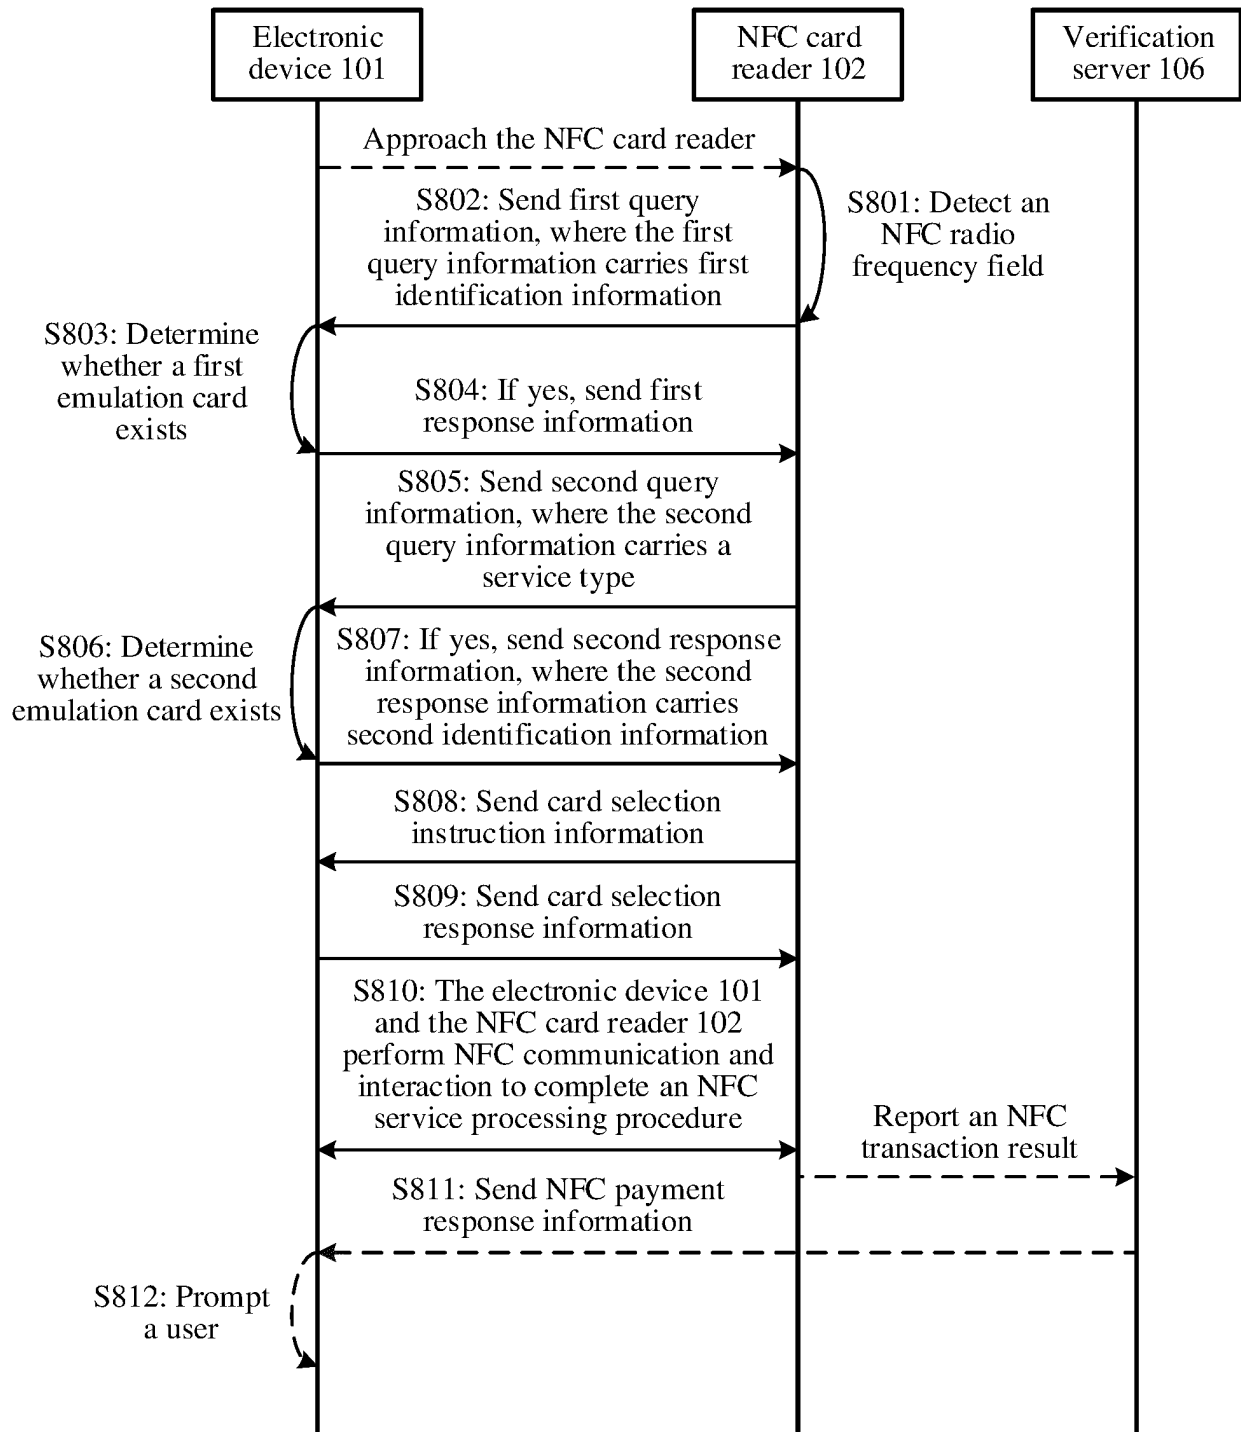 Electronic
device 101
NFC card
reader 102
Verification
server 106
Approach the NFC card reader
S801: Detect an
NFC radio
frequency field
S802: Send first query
information, where the first
query information carries first
identification information
S803: Determine
whether a first
emulation card
exists
S804: If yes, send first
response information
S805: Send second query
information, where the second
query information carries a
service type
S806: Determine
whether a second
emulation card exists
S807: If yes, send second response
information, where the second
response information carries
second identification information
S808: Send card selection
instruction information
S809: Send card selection
response information
S810: The electronic device 101
and the NFC card reader 102
perform NFC communication and
interaction to complete an NFC
service processing procedure
Report an NFC
transaction result
S811: Send NFC payment
response information
S812: Prompt
a user